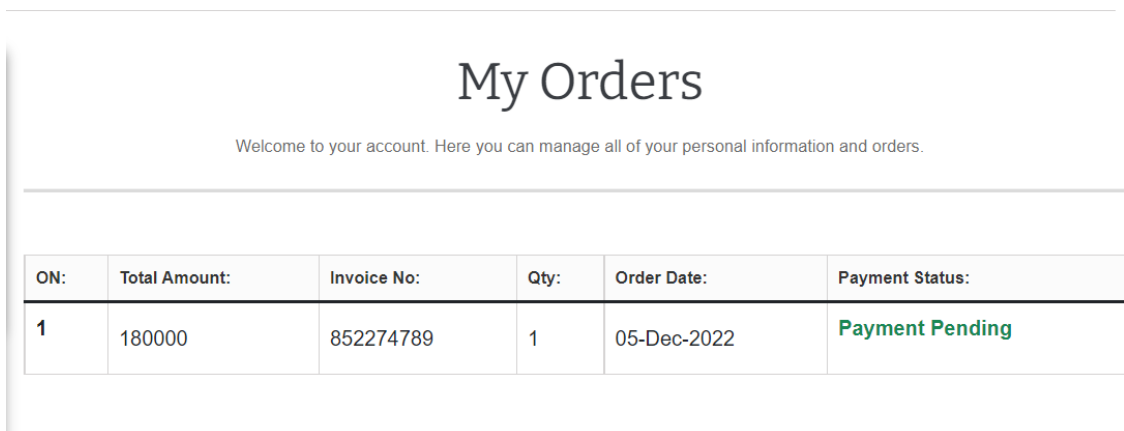 My Orders
Welcome to your account. Here you can manage all of your personal information and orders.
ON: Total Amount: Invoice No: Qty: Order Date: Payment Status:
1 180000 852274789 1 05-Dec-2022 Payment Pending